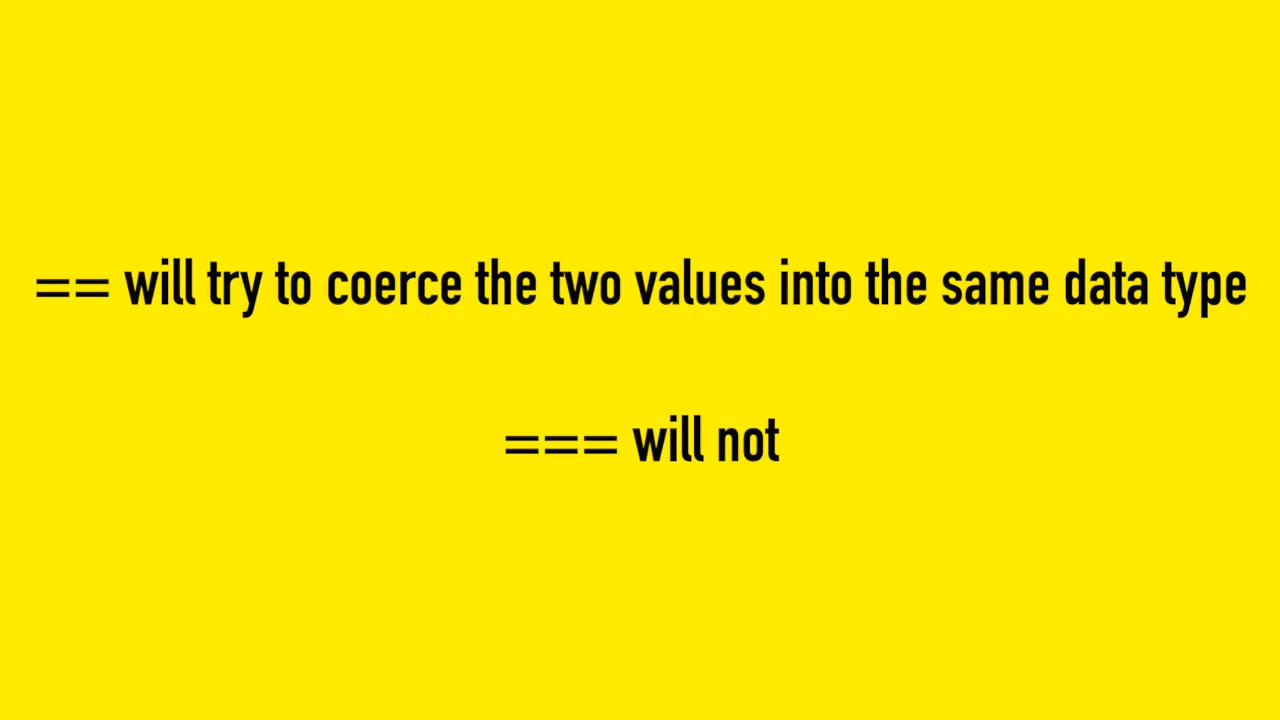 == will try to coerce the two values into the same data type
=== will not